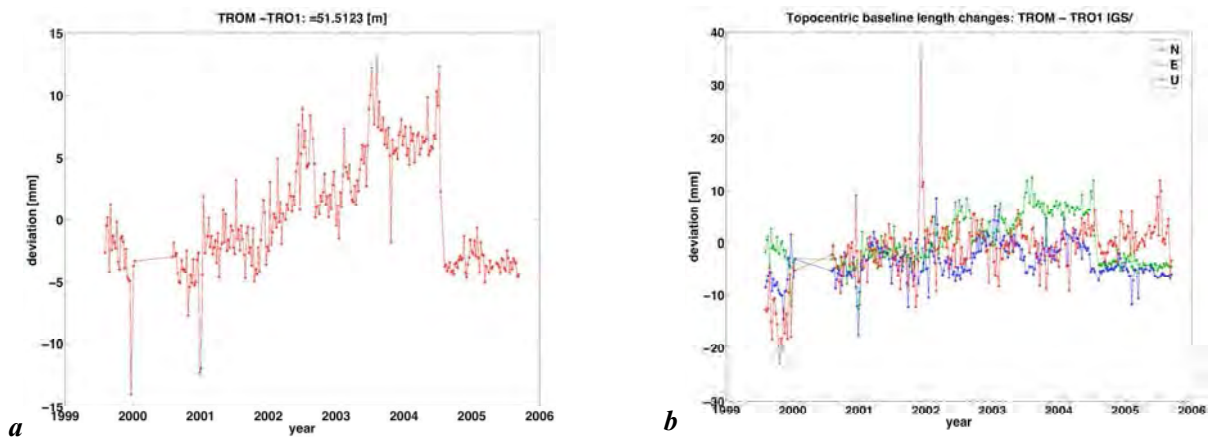 TROM −TRO1: =51.5123 [m]
15
10
5
0
−5
−10
−15
deviation [mm]
1999 2000 2001 2002 2003 2004 2005 2006
year
a
Topocentric baseline length changes: TROM − TRO1 IGS/
N
E
U
40
30
20
10
0
−10
−20
−30
deviation [mm]
1999 2000 2001 2002 2003 2004 2005 2006
year
b